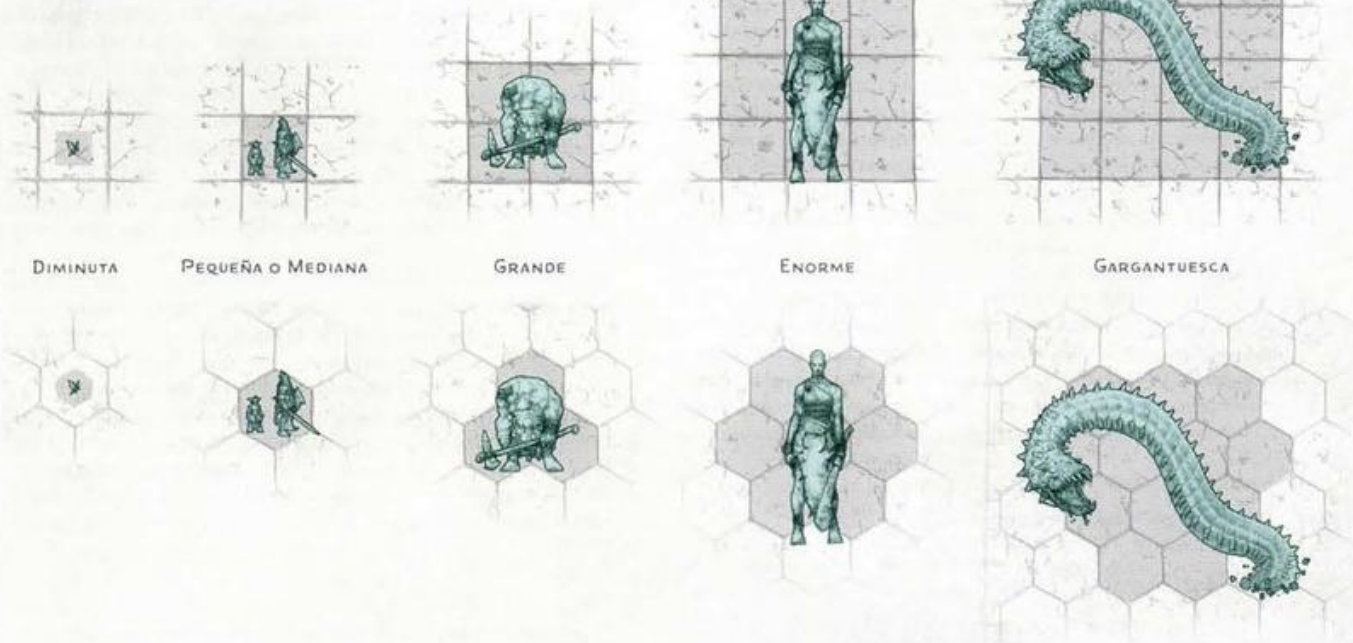 DIMINUTA
PEQUEÑA O MEDIANA
GRANDE
ENORME
GARGANTUESCA